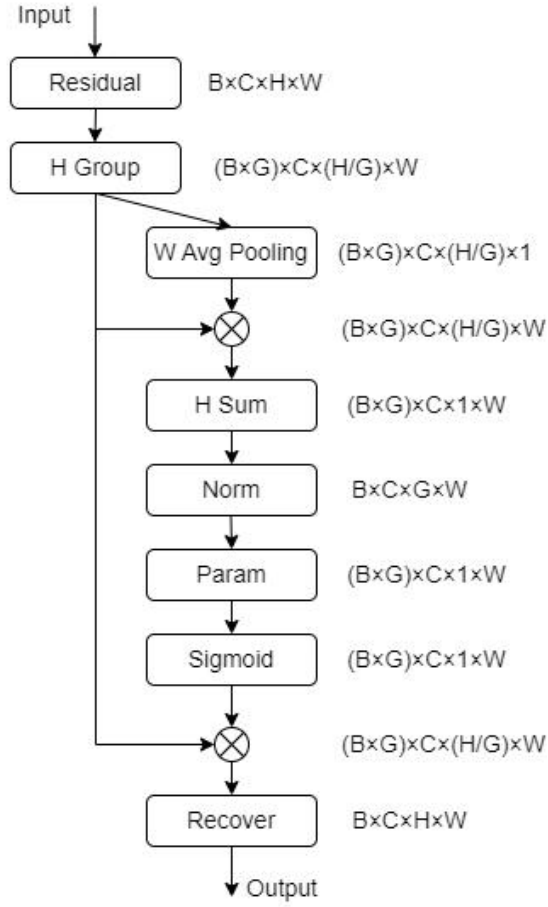 Input
Residual B×C×H×W
H Group (B×G)×C×(H/G)×W
W Avg Pooling (B×G)×C×(H/G)×1
(B×G)×C×(H/G)×W
H Sum (B×G)×C×1×W
Norm B×C×G×W
Param (B×G)×C×1×W
Sigmoid (B×G)×C×1×W
(B×G)×C×(H/G)×W
Recover B×C×H×W
Output